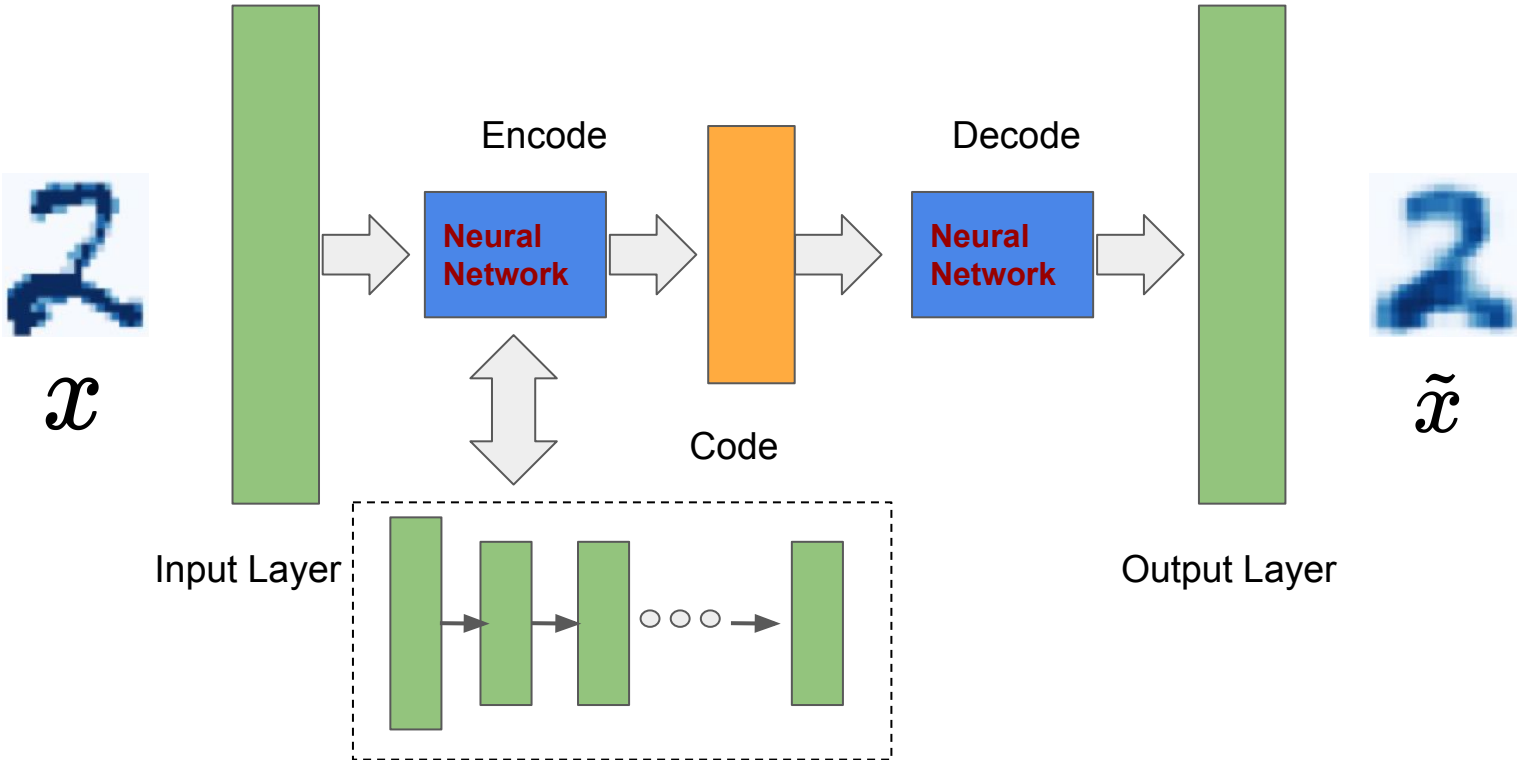 Encode
Decode
Neural
Network
Neural
Network
x
x̃
Code
Input Layer
Output Layer